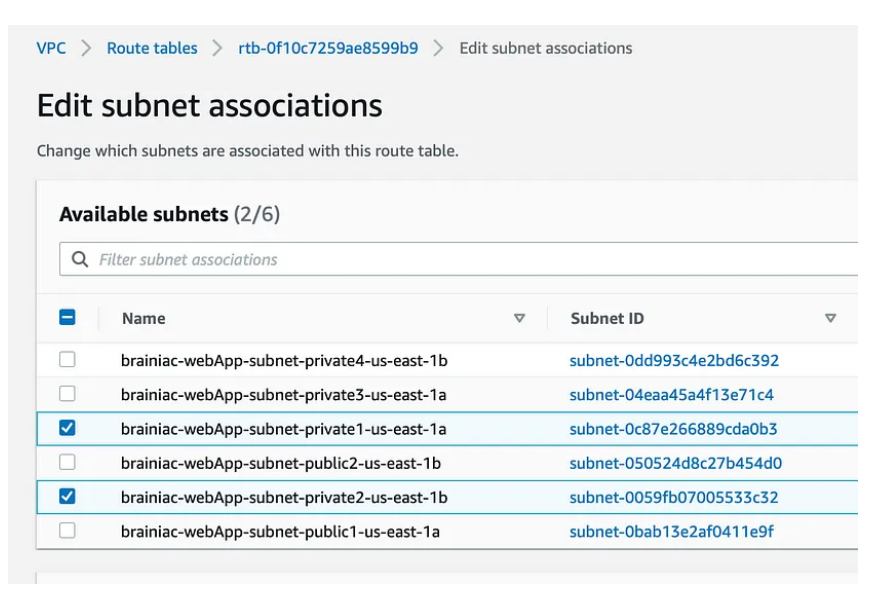 VPC > Route tables > rtb-0f10c7259ae8599b9 > Edit subnet associations
Edit subnet associations
Change which subnets are associated with this route table.
Available subnets (2/6)
Filter subnet associations
Name Subnet ID
brainiac-webApp-subnet-private4-us-east-1b subnet-0dd993c4e2bd6c392
brainiac-webApp-subnet-private3-us-east-1a subnet-04eaa45a4f13e71c4
brainiac-webApp-subnet-private1-us-east-1a subnet-0c87e266889cda0b3
brainiac-webApp-subnet-public2-us-east-1b subnet-050524d8c27b454d0
brainiac-webApp-subnet-private2-us-east-1b subnet-0059fb07005533c32
brainiac-webApp-subnet-public1-us-east-1a subnet-0bab13e2af0411e9f